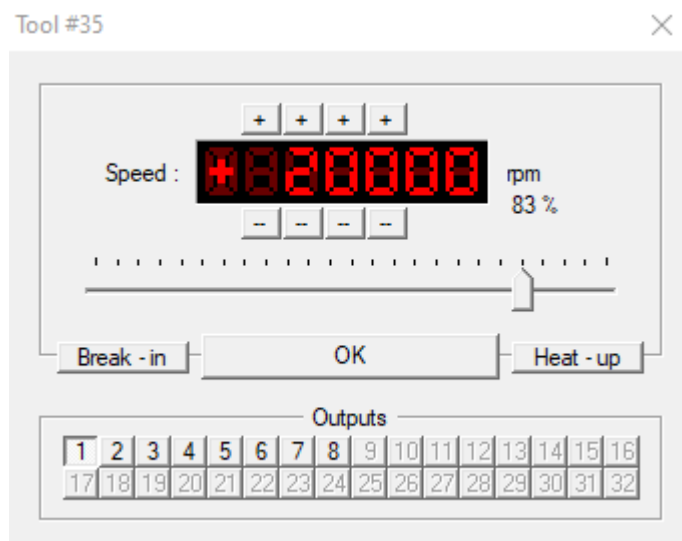 Tool #35
+ + + +
Speed : + 20000 rpm
83 %
-- -- -- --
Break - in OK Heat - up
Outputs
1 2 3 4 5 6 7 8 9 10 11 12 13 14 15 16
17 18 19 20 21 22 23 24 25 26 27 28 29 30 31 32